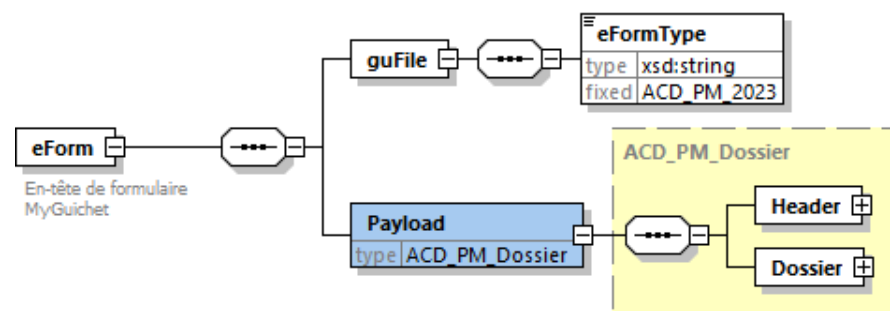 eFormType
guFile
type xsd:string
fixed ACD_PM_2023
eForm
En-tête de formulaire
MyGuichet
ACD_PM_Dossier
Header
Payload
type ACD_PM_Dossier
Dossier